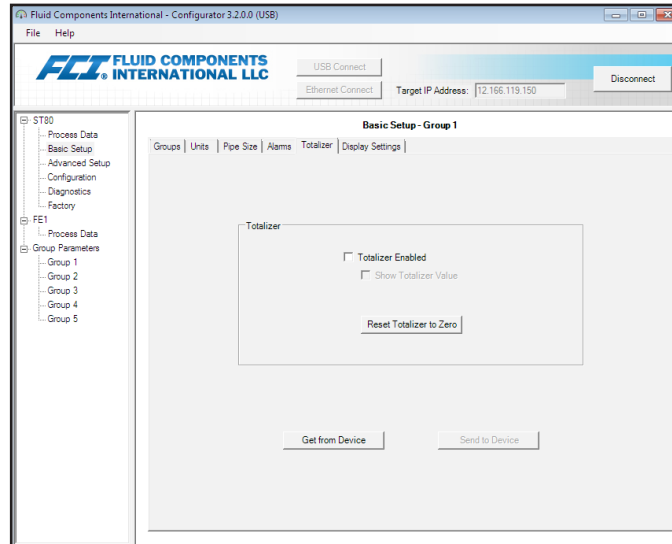 Fluid Components International - Configurator 3.2.0.0 (USB)
File Help
FCI FLUID COMPONENTS
INTERNATIONAL LLC
®
USB Connect
Ethernet Connect
Target IP Address: 12.166.119.150
Disconnect
ST80
Process Data
Basic Setup
Advanced Setup
Configuration
Diagnostics
Factory
FE1
Process Data
Group Parameters
Group 1
Group 2
Group 3
Group 4
Group 5
Basic Setup - Group 1
Groups Units Pipe Size Alarms Totalizer Display Settings
Totalizer
Totalizer Enabled
Show Totalizer Value
Reset Totalizer to Zero
Get from Device Send to Device